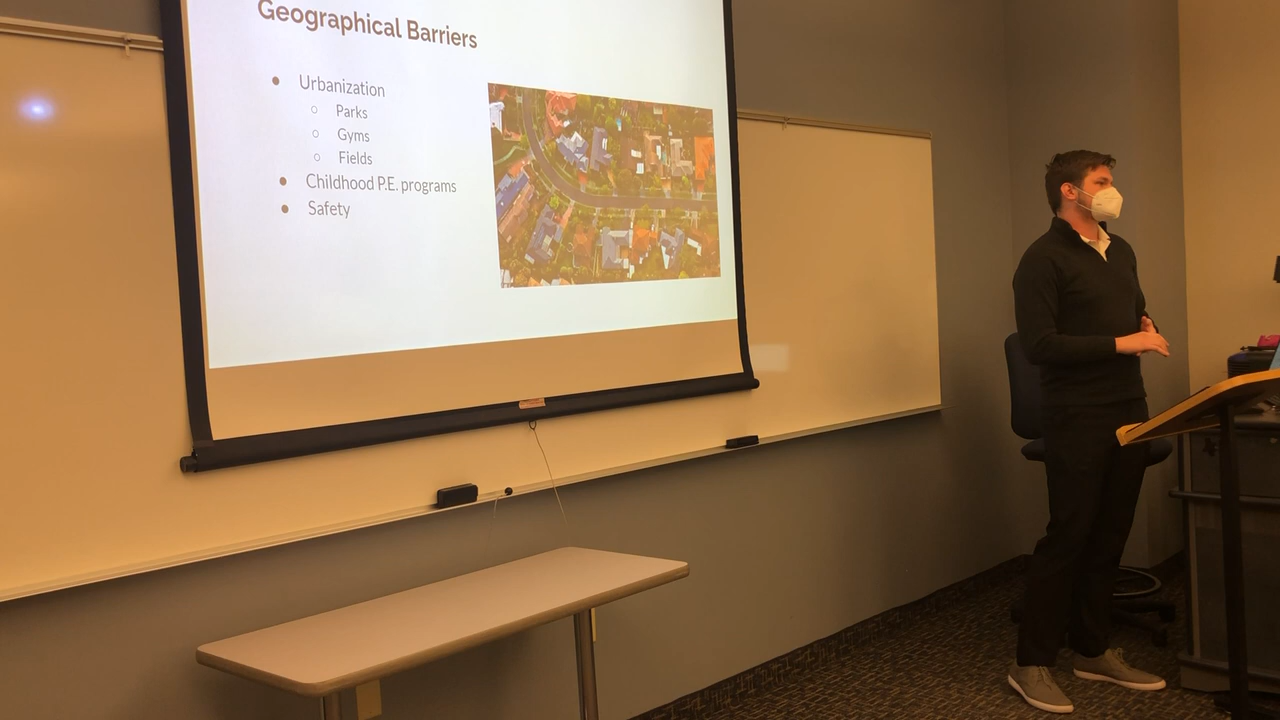 Geographical Barriers
● Urbanization
○ Parks
○ Gyms
○ Fields
● Childhood P.E. programs
● Safety